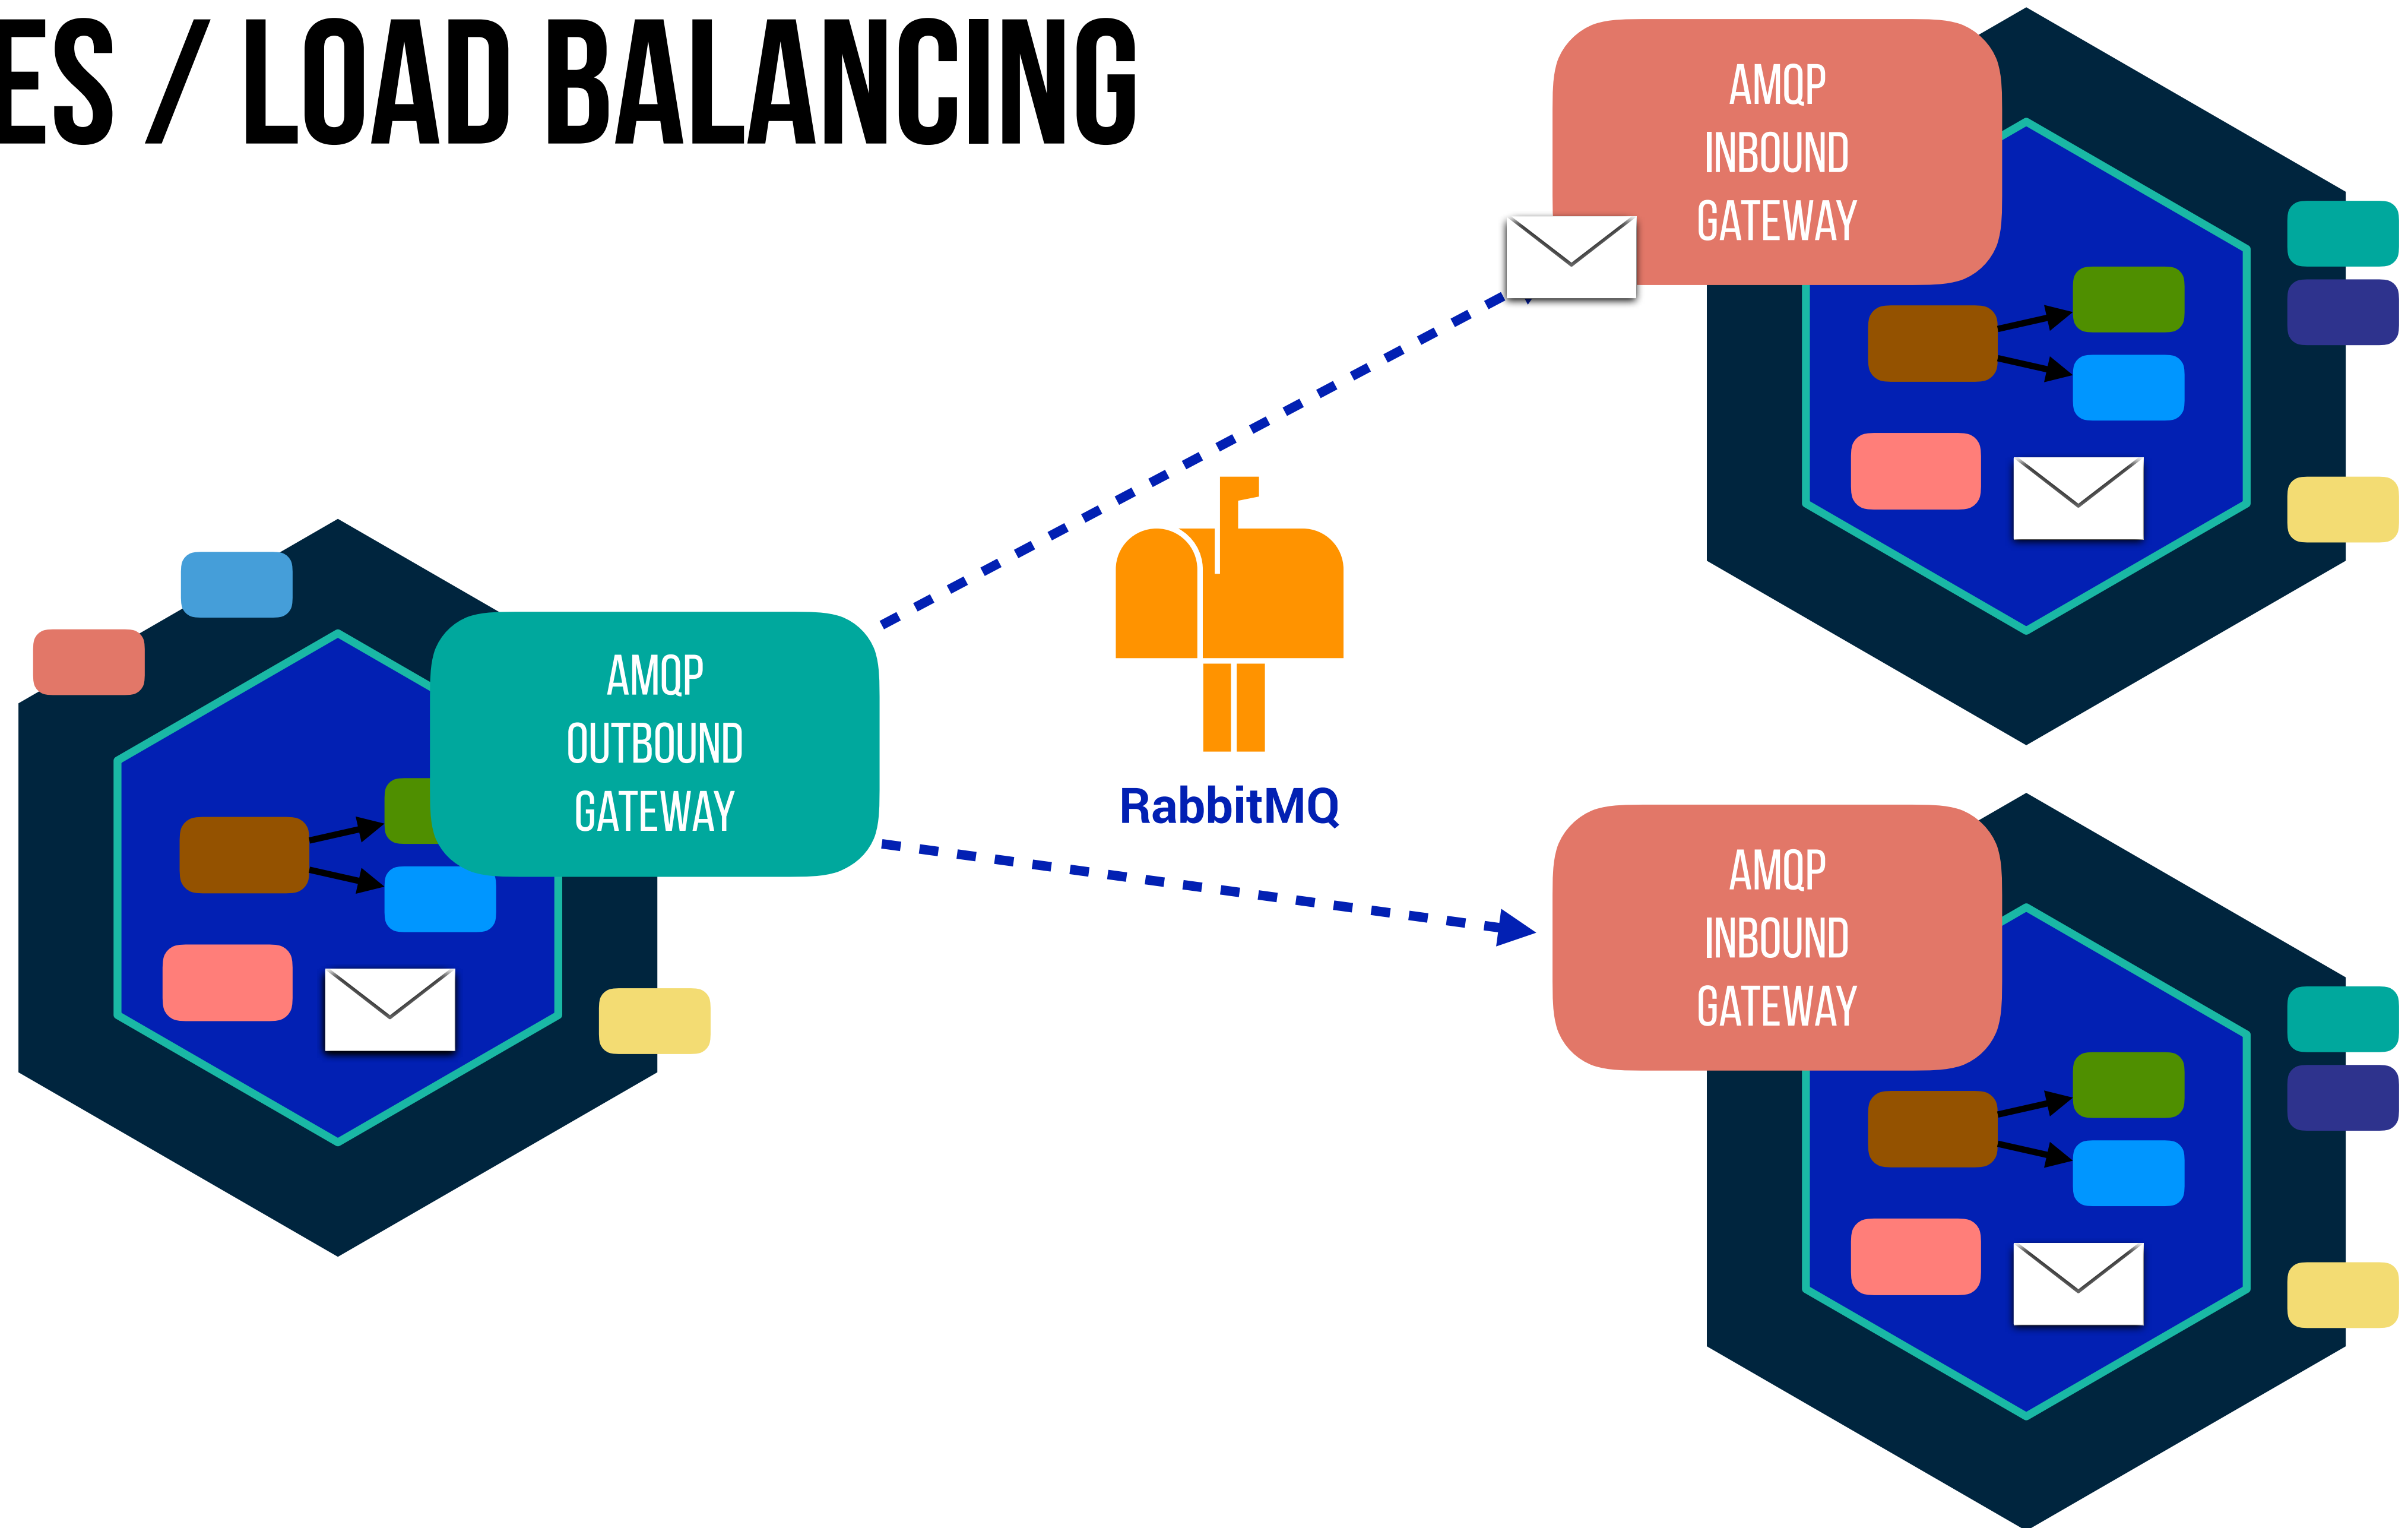 ES / LOAD BALANCING
AMQP
INBOUND
GATEWAY
AMQP
OUTBOUND
GATEWAY
RabbitMQ
AMQP
INBOUND
GATEWAY